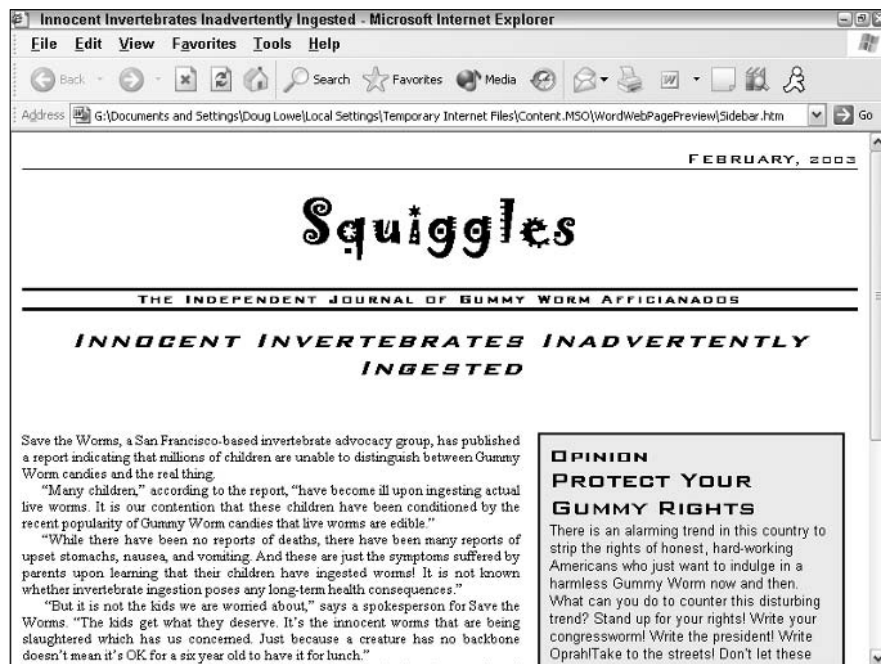 Innocent Invertebrates Inadvertently Ingested - Microsoft Internet Explorer
File Edit View Favorites Tools Help
Back Search Favorites Media
Address G:\Documents and Settings\Doug Lowe\Local Settings\Temporary Internet Files\Content.MSO\WordWebPagePreview\Sidebar.htm Go
February, 2003
Squiggles
The Independent Journal of Gummy Worm Afficianados
Innocent Invertebrates Inadvertently
Ingested
Save the Worms, a San Francisco-based invertebrate advocacy group, has published
a report indicating that millions of children are unable to distinguish between Gummy
Worm candies and the real thing.
“Many children,” according to the report, “have become ill upon ingesting actual
live worms. It is our contention that these children have been conditioned by the
recent popularity of Gummy Worm candies that live worms are edible.”
“While there have been no reports of deaths, there have been many reports of
upset stomachs, nausea, and vomiting. And these are just the symptoms suffered by
parents upon learning that their children have ingested worms! It is not known
whether invertebrate ingestion poses any long-term health consequences.”
“But it is not the kids we are worried about,” says a spokesperson for Save the
Worms. “The kids get what they deserve. It’s the innocent worms that are being
slaughtered which has us concerned. Just because a creature has no backbone
doesn’t mean it’s OK for a six year old to have it for lunch.”
Opinion
Protect Your
Gummy Rights
There is an alarming trend in this country to
strip the rights of honest, hard-working
Americans who just want to indulge in a
harmless Gummy Worm now and then.
What can you do to counter this disturbing
trend? Stand up for your rights! Write your
congressworm! Write the president! Write
Oprah!Take to the streets! Don't let these